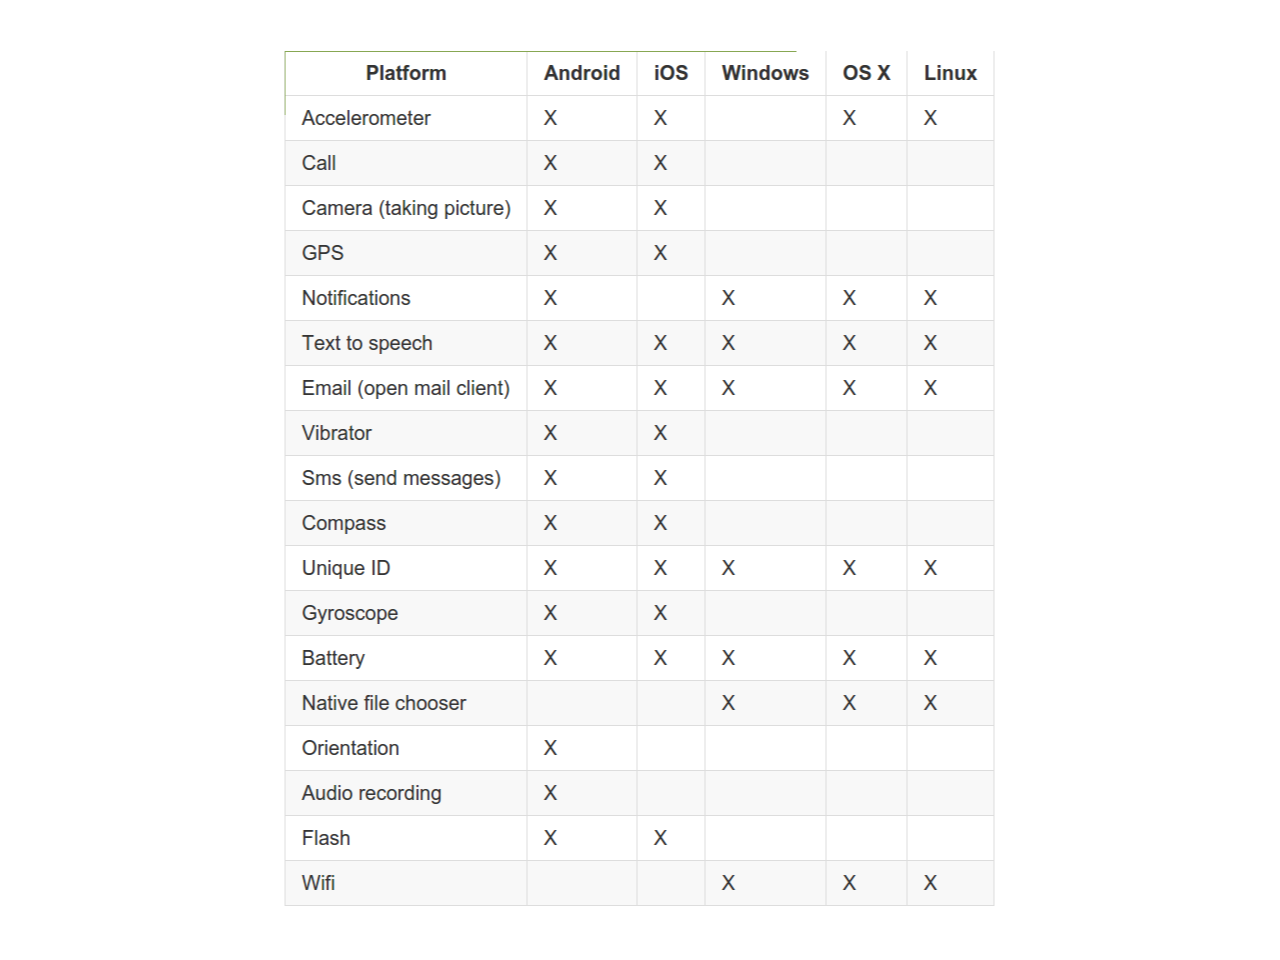 Platform Android iOS Windows OS X Linux
Accelerometer X X X X
Call X X
Camera (taking picture) X X
GPS X X
Notifications X X X X
Text to speech X X X X X
Email (open mail client) X X X X X
Vibrator X X
Sms (send messages) X X
Compass X X
Unique ID X X X X X
Gyroscope X X
Battery X X X X X
Native file chooser X X X
Orientation X
Audio recording X
Flash X X
Wifi X X X